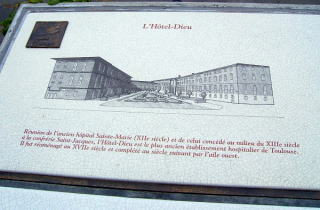 L'Hôtel-Dieu
Réunion de l'ancien hôpital Sainte-Marie (XIIe siècle) et de celui concédé au milieu du XIIIe siècle
à la confrérie Saint-Jacques, l'Hôtel-Dieu est le plus ancien établissement hospitalier de Toulouse.
Il fut réaménagé au XVIIe siècle et complété au siècle suivant par l'aile ouest.